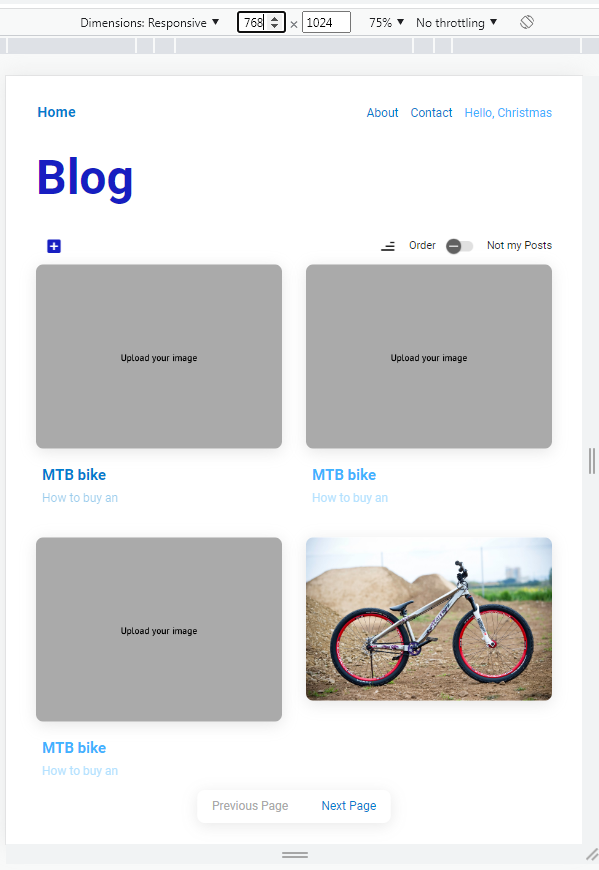 Dimensions: Responsive ▼ 768 × 1024 75% ▼ No throttling ▼
Home About Contact Hello, Christmas
Blog
Order Not my Posts
Upload your image Upload your image
MTB bike MTB bike
How to buy an How to buy an
Upload your image
MTB bike
How to buy an
Previous Page Next Page